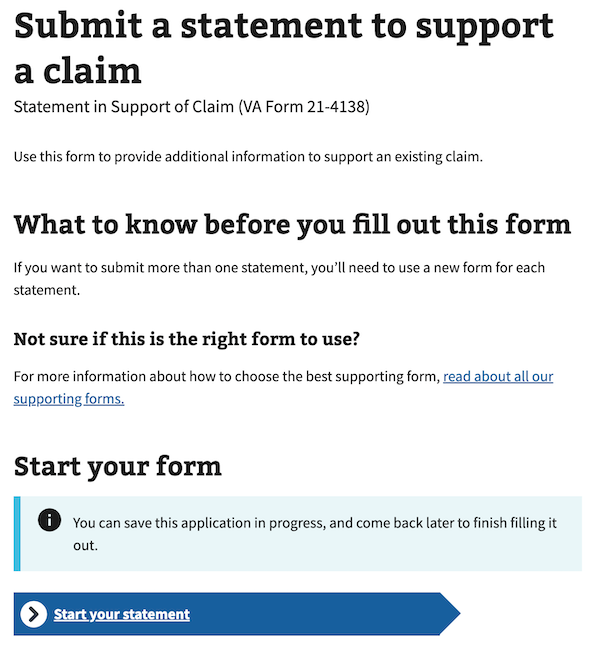 Submit a statement to support
a claim
Statement in Support of Claim (VA Form 21-4138)
Use this form to provide additional information to support an existing claim.
What to know before you fill out this form
If you want to submit more than one statement, you’ll need to use a new form for each
statement.
Not sure if this is the right form to use?
For more information about how to choose the best supporting form, read about all our
supporting forms.
Start your form
You can save this application in progress, and come back later to finish filling it
out.
Start your statement